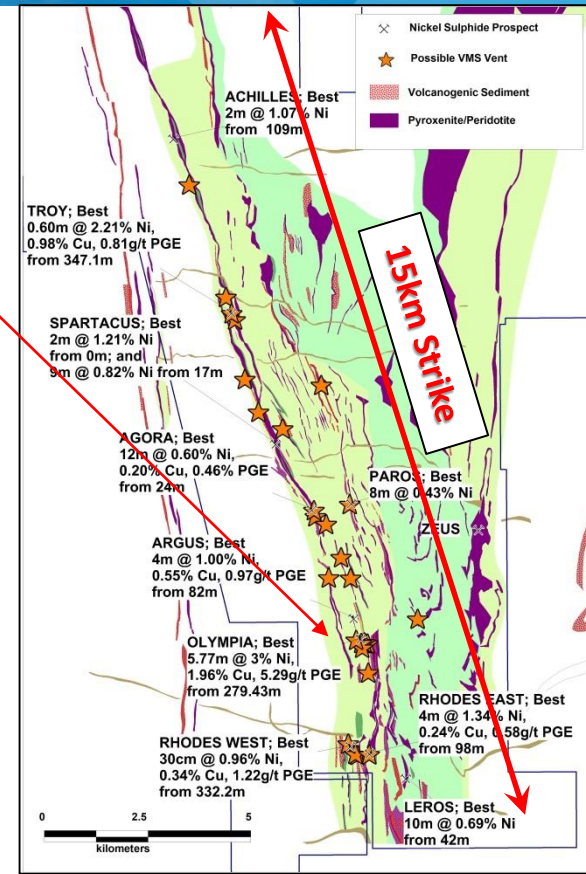 Nickel Sulphide Prospect
Possible VMS Vent
Volcanogenic Sediment
Pyroxenite/Peridotite
ACHILLES; Best
2m @ 1.07% Ni
from 109m
TROY; Best
0.60m @ 2.21% Ni,
0.98% Cu, 0.81g/t PGE
from 347.1m
15km Strike
SPARTACUS; Best
2m @ 1.21% Ni
from 0m; and
9m @ 0.82% Ni from 17m
AGORA; Best
12m @ 0.60% Ni,
0.20% Cu, 0.46% PGE
from 24m
PAROS; Best
8m @ 0.43% Ni
ZEUS
ARGUS; Best
4m @ 1.00% Ni,
0.55% Cu, 0.97g/t PGE
from 82m
OLYMPIA; Best
5.77m @ 3% Ni,
1.96% Cu, 5.29g/t PGE
from 279.43m
RHODES EAST; Best
4m @ 1.34% Ni,
0.24% Cu, 0.58g/t PGE
from 98m
RHODES WEST; Best
30cm @ 0.96% Ni,
0.34% Cu, 1.22g/t PGE
from 332.2m
LEROS; Best
10m @ 0.69% Ni
from 42m
0 2.5 5
kilometers